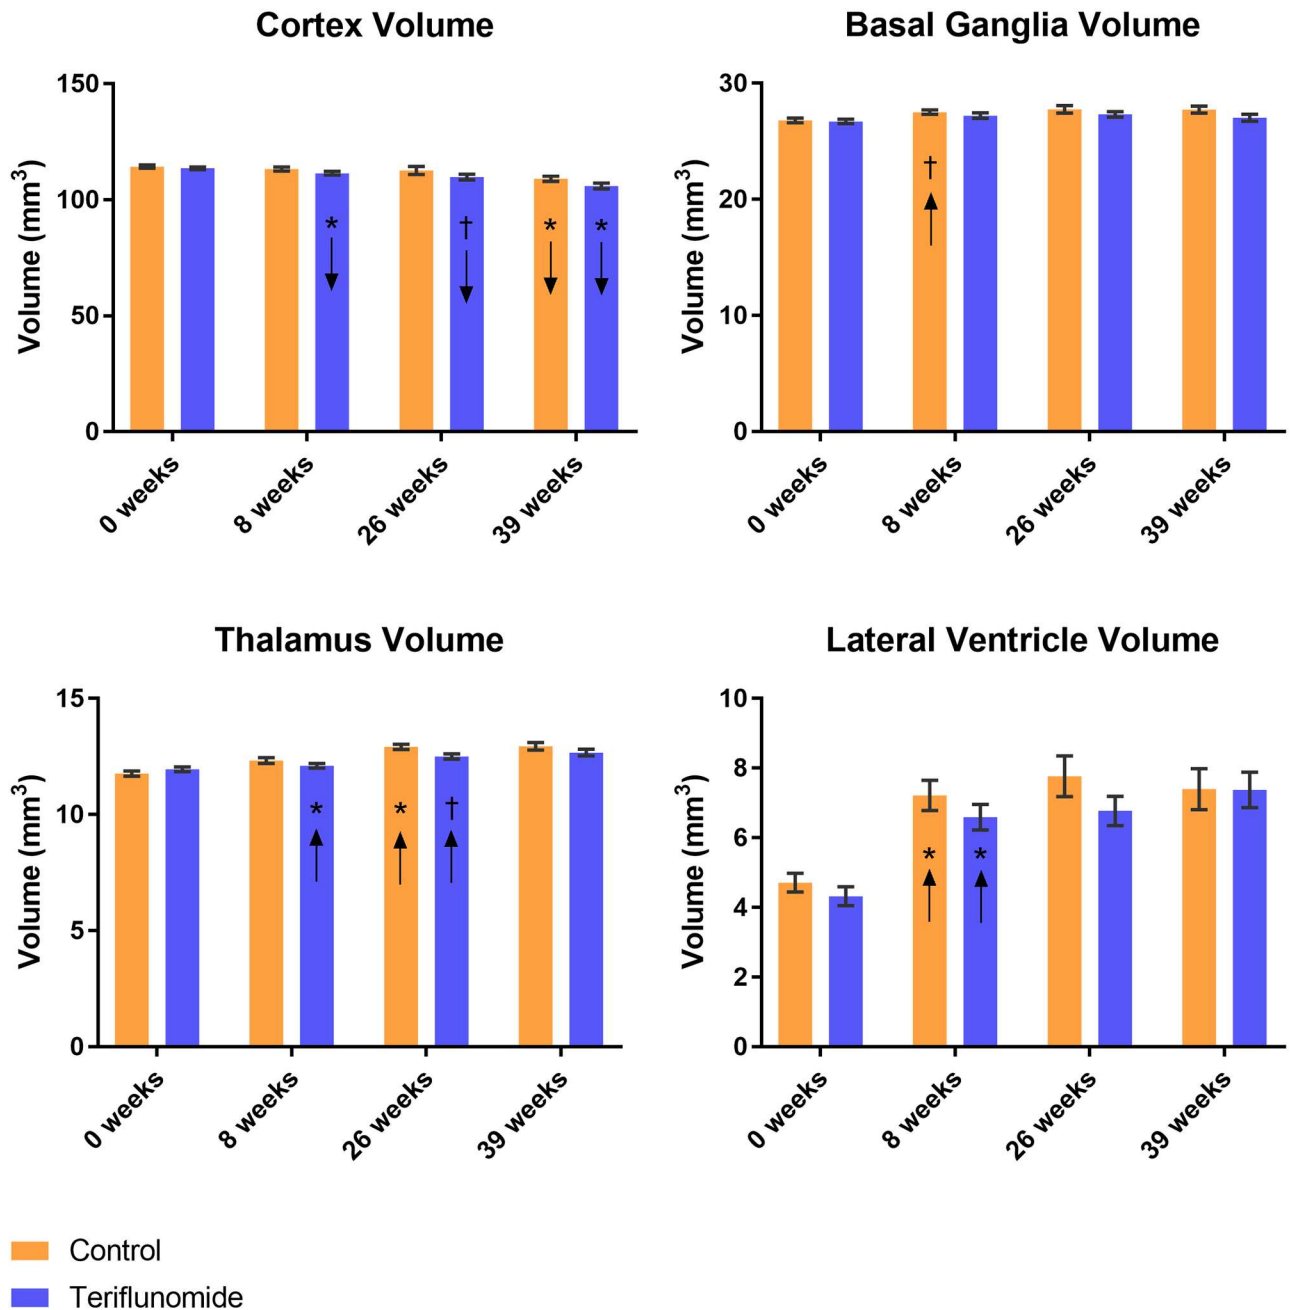 Cortex Volume
Volume (mm³)
150
100
50
0
* † * *
0 weeks
8 weeks
26 weeks
39 weeks
Basal Ganglia Volume
Volume (mm³)
30
20
10
0
†
0 weeks
8 weeks
26 weeks
39 weeks
Thalamus Volume
Volume (mm³)
15
10
5
0
* * †
0 weeks
8 weeks
26 weeks
39 weeks
Lateral Ventricle Volume
Volume (mm³)
10
8
6
4
2
0
* *
0 weeks
8 weeks
26 weeks
39 weeks
Control
Teriflunomide